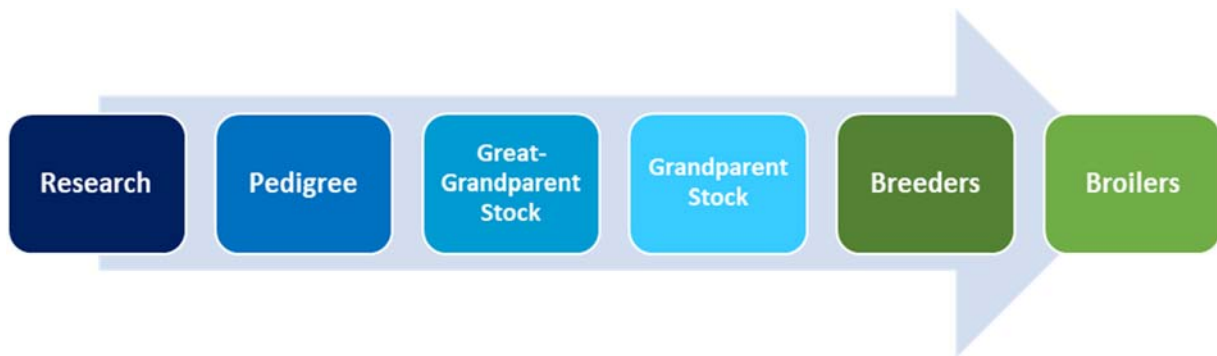 Research
Pedigree
Great-
Grandparent
Stock
Grandparent
Stock
Breeders
Broilers